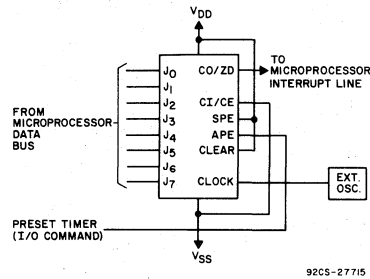 VDD
J0 CO/ZD
J1
J2 CI/CE
J3 SPE
J4 APE
J5 CLEAR
J6
J7 CLOCK
TO
MICROPROCESSOR
INTERRUPT LINE
FROM
MICROPROCESSOR
DATA
BUS
EXT.
OSC.
PRESET TIMER
(I/O COMMAND)
VSS
92CS-27715